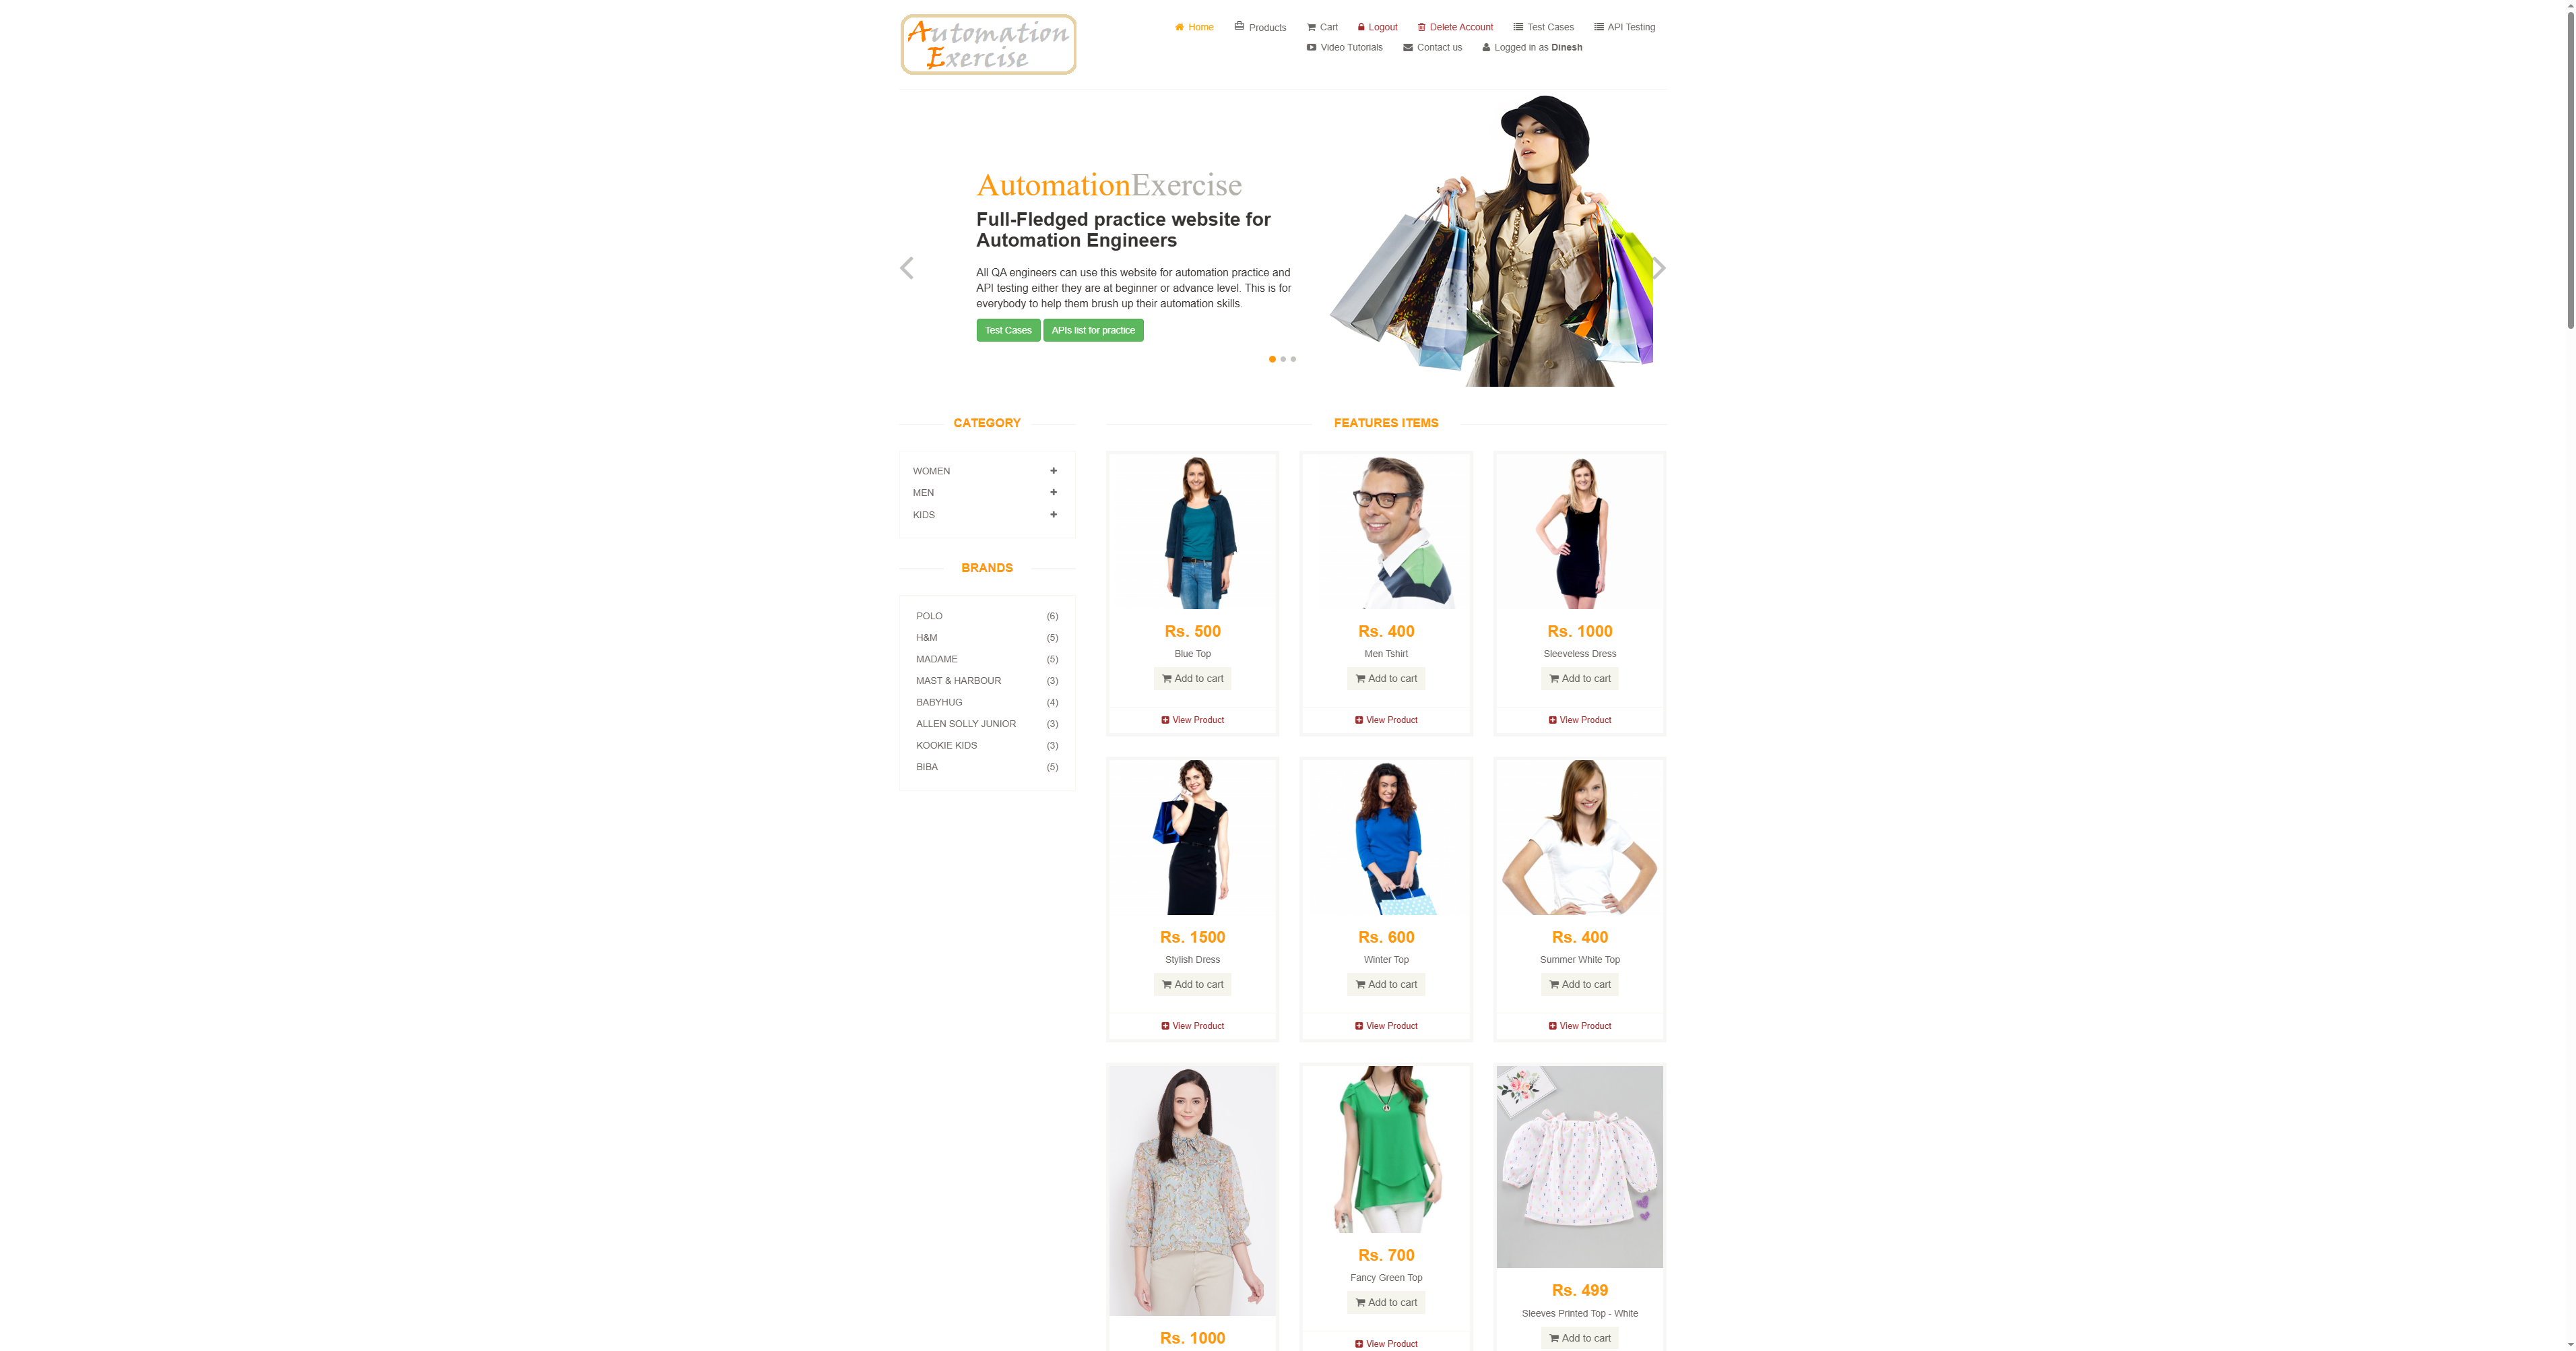 Automation
Exercise
Home Products Cart Logout Delete Account Test Cases API Testing
Video Tutorials Contact us Logged in as Dinesh
AutomationExercise
Full-Fledged practice website for
Automation Engineers
All QA engineers can use this website for automation practice and
API testing either they are at beginner or advance level. This is for
everybody to help them brush up their automation skills.
Test Cases APIs list for practice
CATEGORY
WOMEN
MEN
KIDS
BRANDS
POLO (6)
H&M (5)
MADAME (5)
MAST & HARBOUR (3)
BABYHUG (4)
ALLEN SOLLY JUNIOR (3)
KOOKIE KIDS (3)
BIBA (5)
FEATURES ITEMS
Rs. 500 Rs. 400 Rs. 1000
Blue Top Men Tshirt Sleeveless Dress
Add to cart Add to cart Add to cart
View Product View Product View Product
Rs. 1500 Rs. 600 Rs. 400
Stylish Dress Winter Top Summer White Top
Add to cart Add to cart Add to cart
View Product View Product View Product
Rs. 700
Fancy Green Top
Rs. 499
Add to cart
Sleeves Printed Top - White
Rs. 1000
Add to cart
View Product